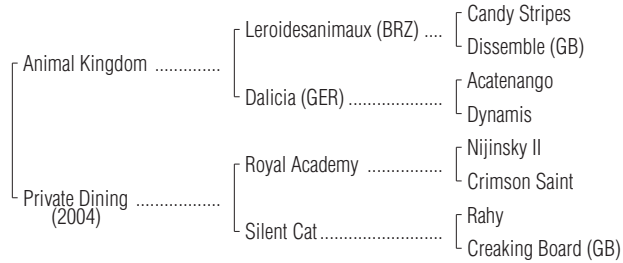 Candy Stripes
Leroidesanimaux (BRZ) ....
Dissemble (GB)
Animal Kingdom ..............
Acatenango
Dalicia (GER) ......................
Dynamis
Nijinsky II
Royal Academy .................
Crimson Saint
Private Dining ..................
(2004)
Rahy
Silent Cat............................
Creaking Board (GB)